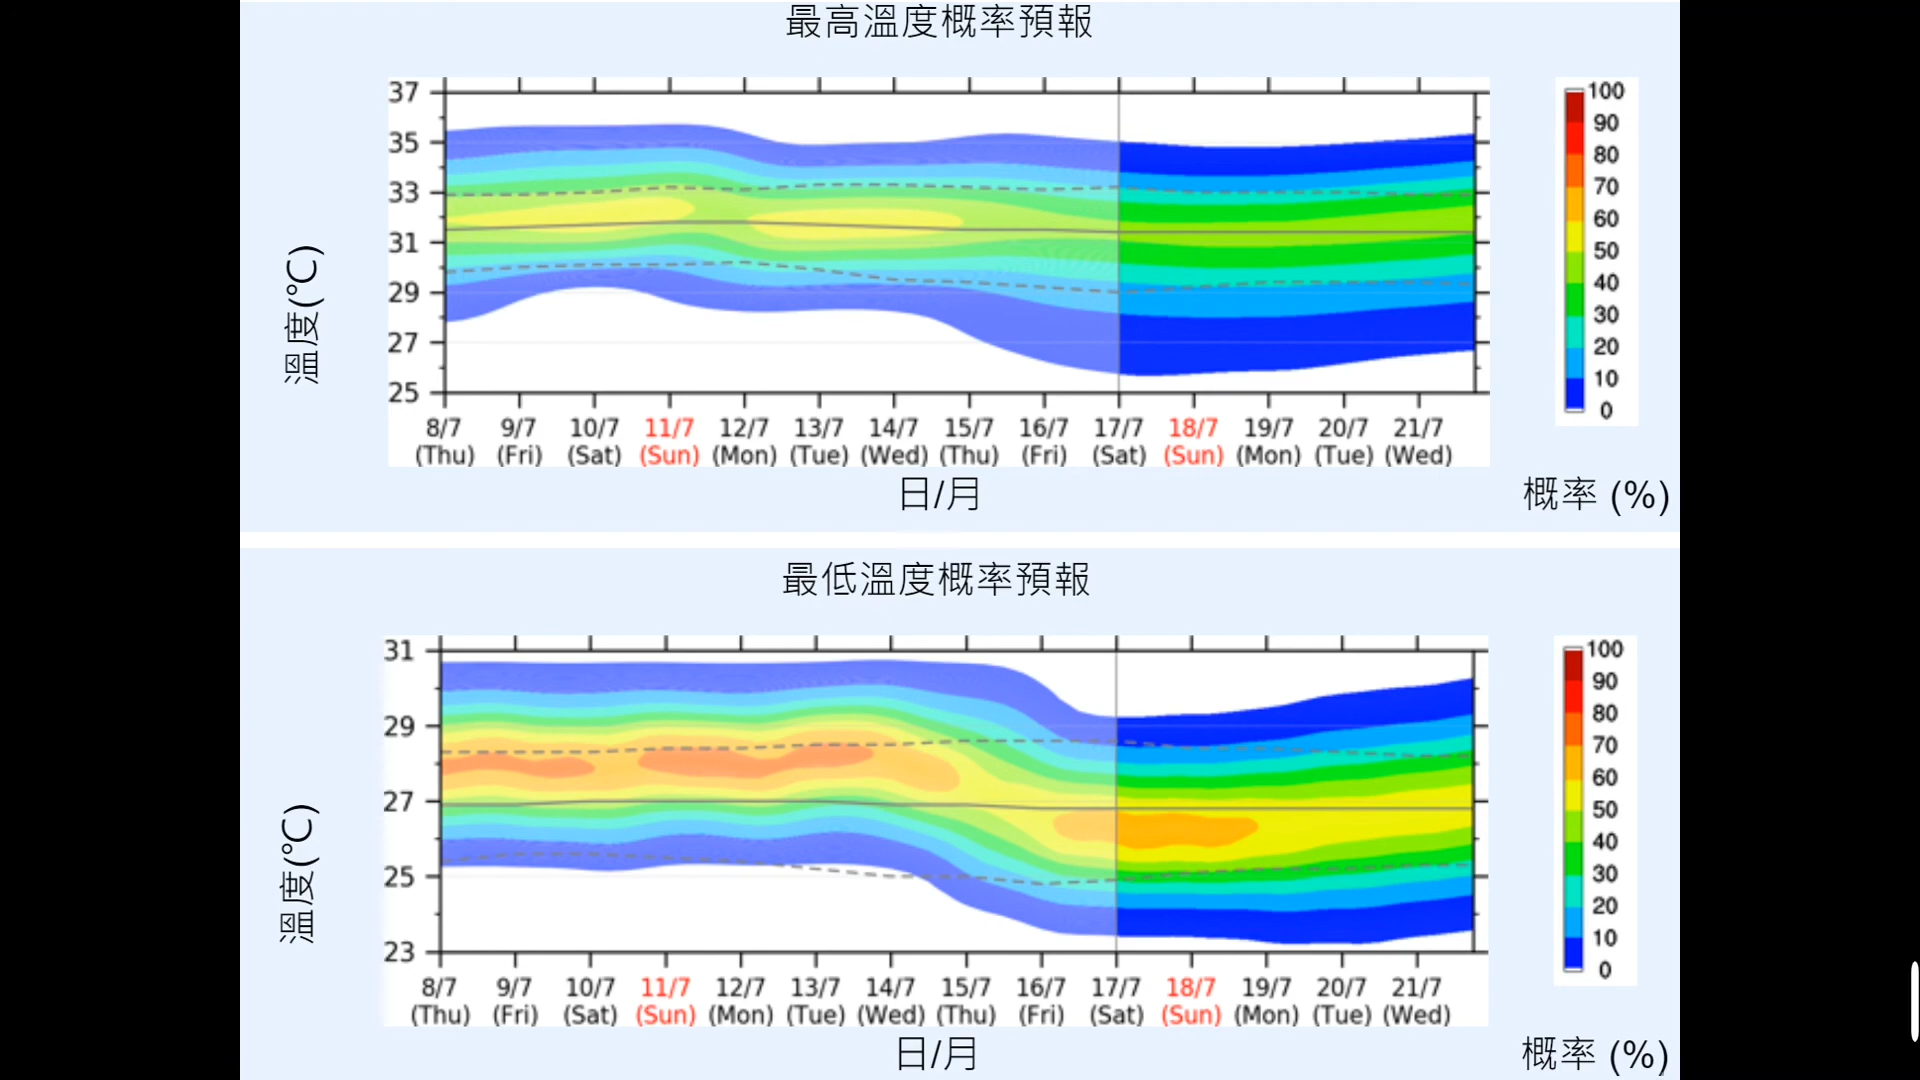 最高溫度概率預報
37
35
33
31
29
27
25
溫度(°C)
8/7 9/7 10/7 11/7 12/7 13/7 14/7 15/7 16/7 17/7 18/7 19/7 20/7 21/7
(Thu) (Fri) (Sat) (Sun) (Mon) (Tue) (Wed) (Thu) (Fri) (Sat) (Sun) (Mon) (Tue) (Wed)
日/月
100
90
80
70
60
50
40
30
20
10
0
概率 (%)
最低溫度概率預報
31
29
27
25
23
溫度(°C)
8/7 9/7 10/7 11/7 12/7 13/7 14/7 15/7 16/7 17/7 18/7 19/7 20/7 21/7
(Thu) (Fri) (Sat) (Sun) (Mon) (Tue) (Wed) (Thu) (Fri) (Sat) (Sun) (Mon) (Tue) (Wed)
日/月
100
90
80
70
60
50
40
30
20
10
0
概率 (%)